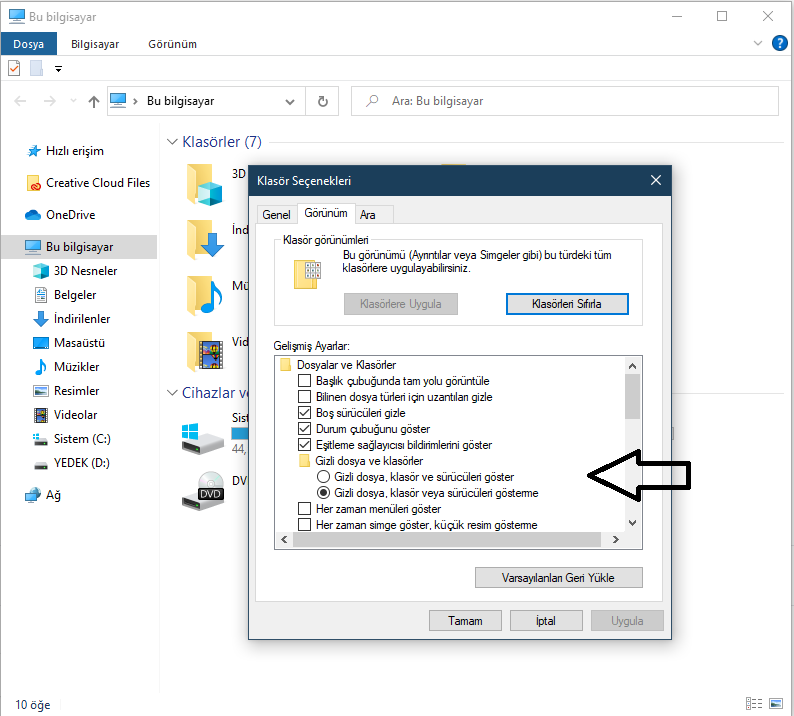 Bu bilgisayar
Dosya
Bilgisayar
Görünüm
Bu bilgisayar
Ara: Bu bilgisayar
Hızlı erişim
Creative Cloud Files
OneDrive
Bu bilgisayar
3D Nesneler
Belgeler
İndirilenler
Masaüstü
Müzikler
Resimler
Videolar
Sistem (C:)
YEDEK (D:)
Ağ
Klasörler (7)
3D
İnd
Mü
Vid
Cihazlar v
Sist
44,
DV
DVD
Klasör Seçenekleri
Genel
Görünüm
Ara
Klasör görünümleri
Bu görünümü (Ayrıntılar veya Simgeler gibi) bu türdeki tüm
klasörlere uygulayabilirsiniz.
Klasörlere Uygula
Klasörleri Sıfırla
Gelişmiş Ayarlar:
Dosyalar ve Klasörler
Başlık çubuğunda tam yolu görüntüle
Bilinen dosya türleri için uzantıları gizle
Boş sürücüleri gizle
Durum çubuğunu göster
Eşitleme sağlayıcısı bildirimlerini göster
Gizli dosya ve klasörler
Gizli dosya, klasör ve sürücüleri göster
Gizli dosya, klasör veya sürücüleri gösterme
Her zaman menüleri göster
Her zaman simge göster, küçük resim gösterme
Varsayılanları Geri Yükle
Tamam
İptal
Uygula
10 öğe